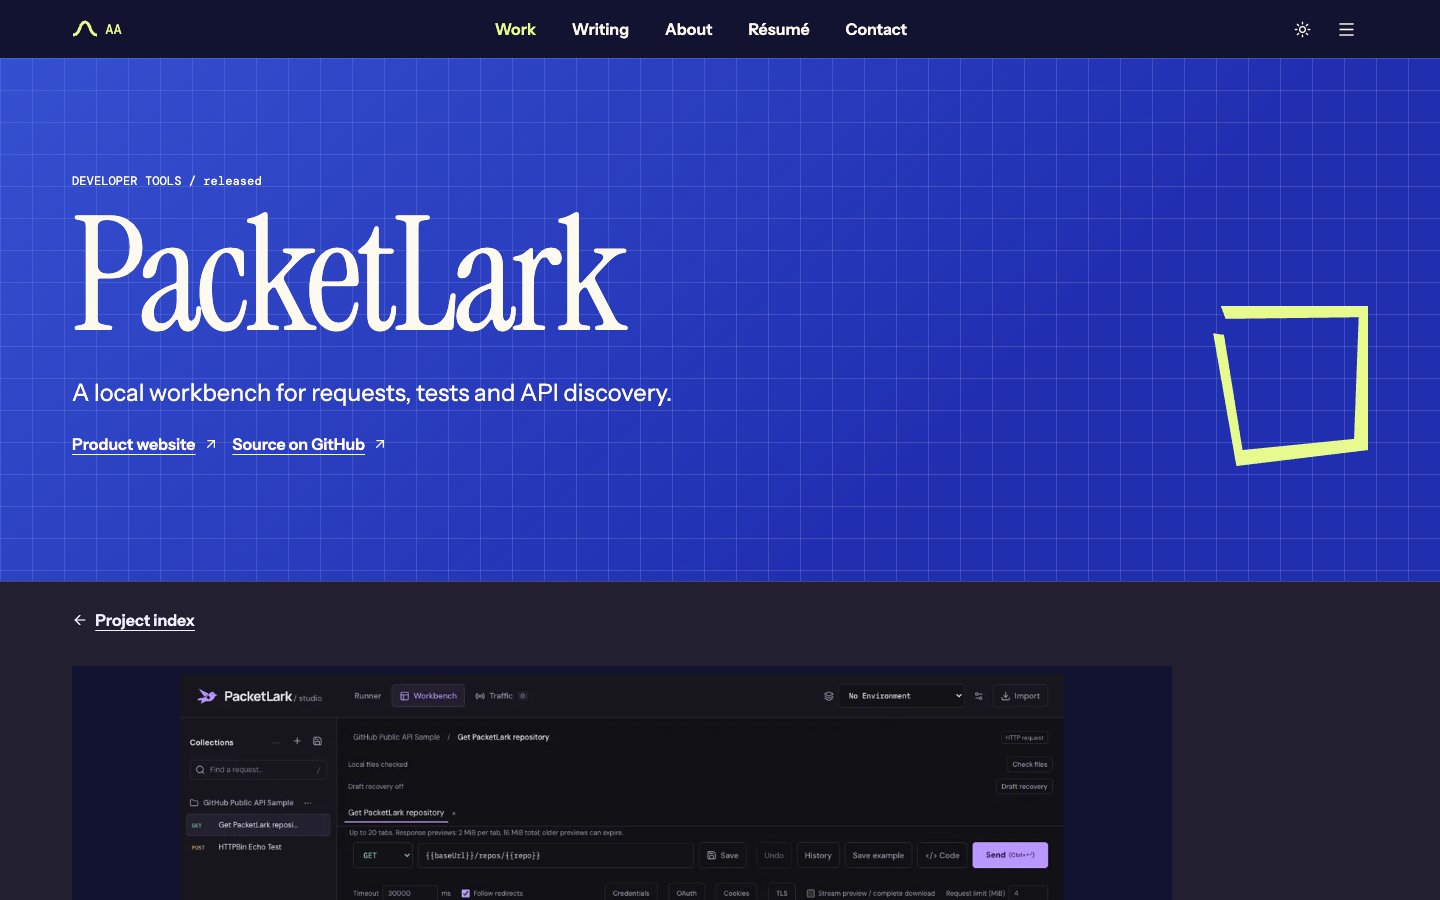 AA
Work Writing About Résumé Contact
DEVELOPER TOOLS / released
PacketLark
A local workbench for requests, tests and API discovery.
Product website Source on GitHub
Project index
PacketLark / studio Runner Workbench Traffic 0 No Environment Import
Collections
GitHub Public API Sample / Get PacketLark repository HTTP request
Find a request... /
Local files checked Check files
Draft recovery off Draft recovery
GitHub Public API Sample
Get PacketLark repository
GET Get PacketLark reposi...
Up to 20 tabs. Response previews: 2 MiB per tab, 16 MiB total; older previews can expire.
POST HTTPBin Echo Test
GET {{baseUrl}}/repos/{{repo}} Save Undo History Save example </> Code Send (Ctrl+↵)
Timeout 30000 ms Follow redirects Credentials OAuth Cookies TLS Stream preview / complete download Request limit (MiB) 4